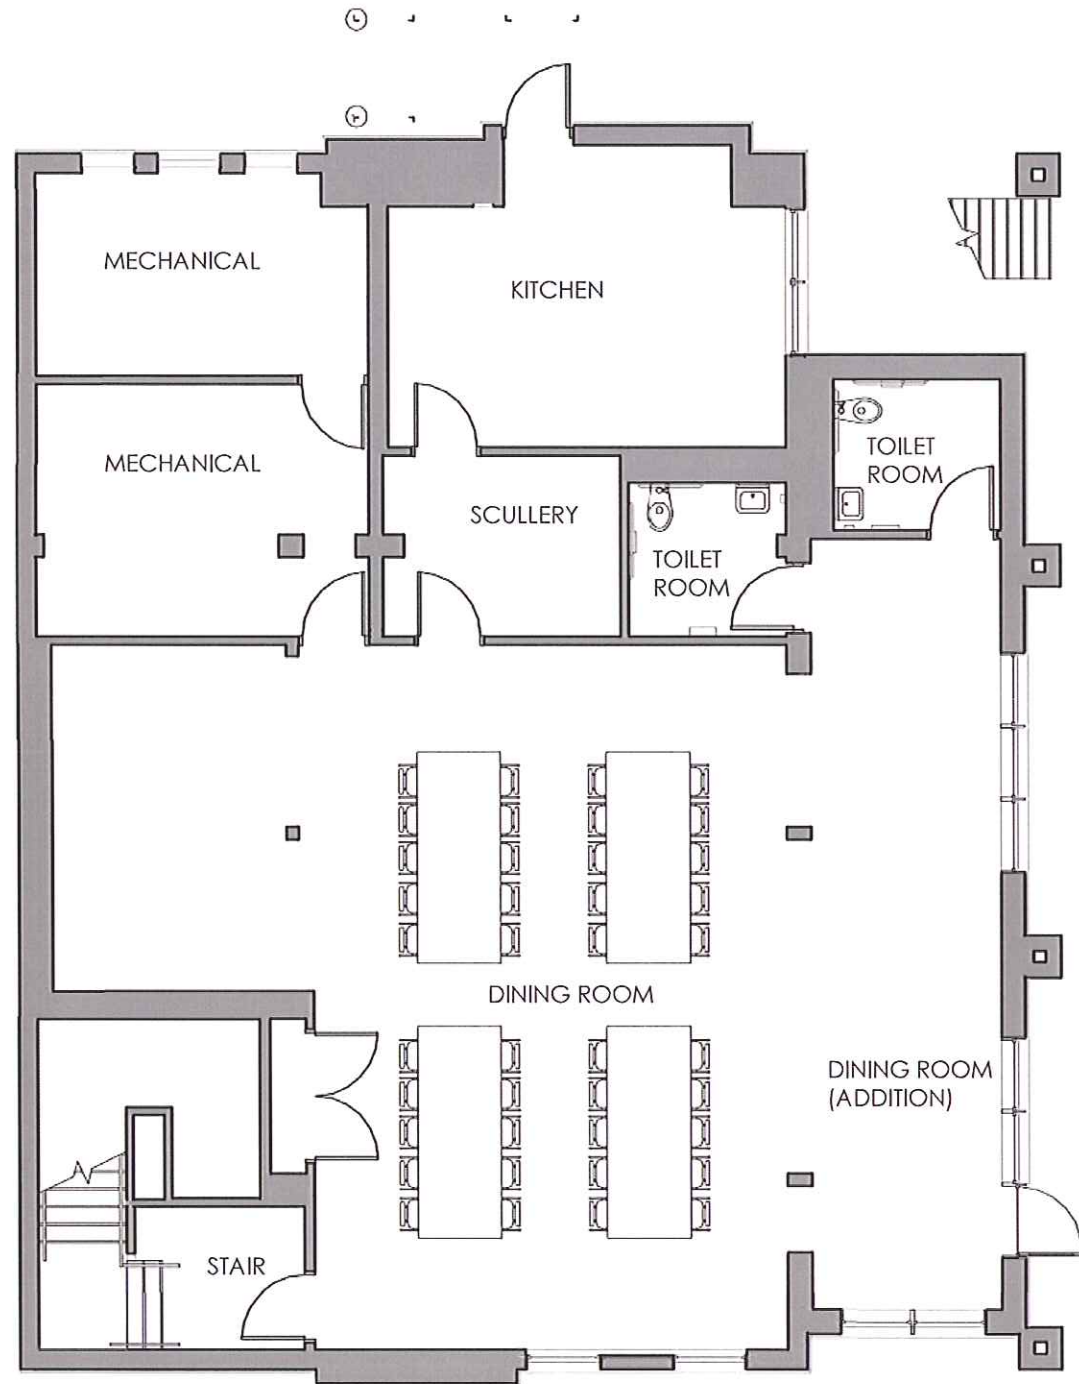 MECHANICAL
KITCHEN
MECHANICAL
TOILET
ROOM
SCULLERY
TOILET
ROOM
DINING ROOM
DINING ROOM
(ADDITION)
STAIR